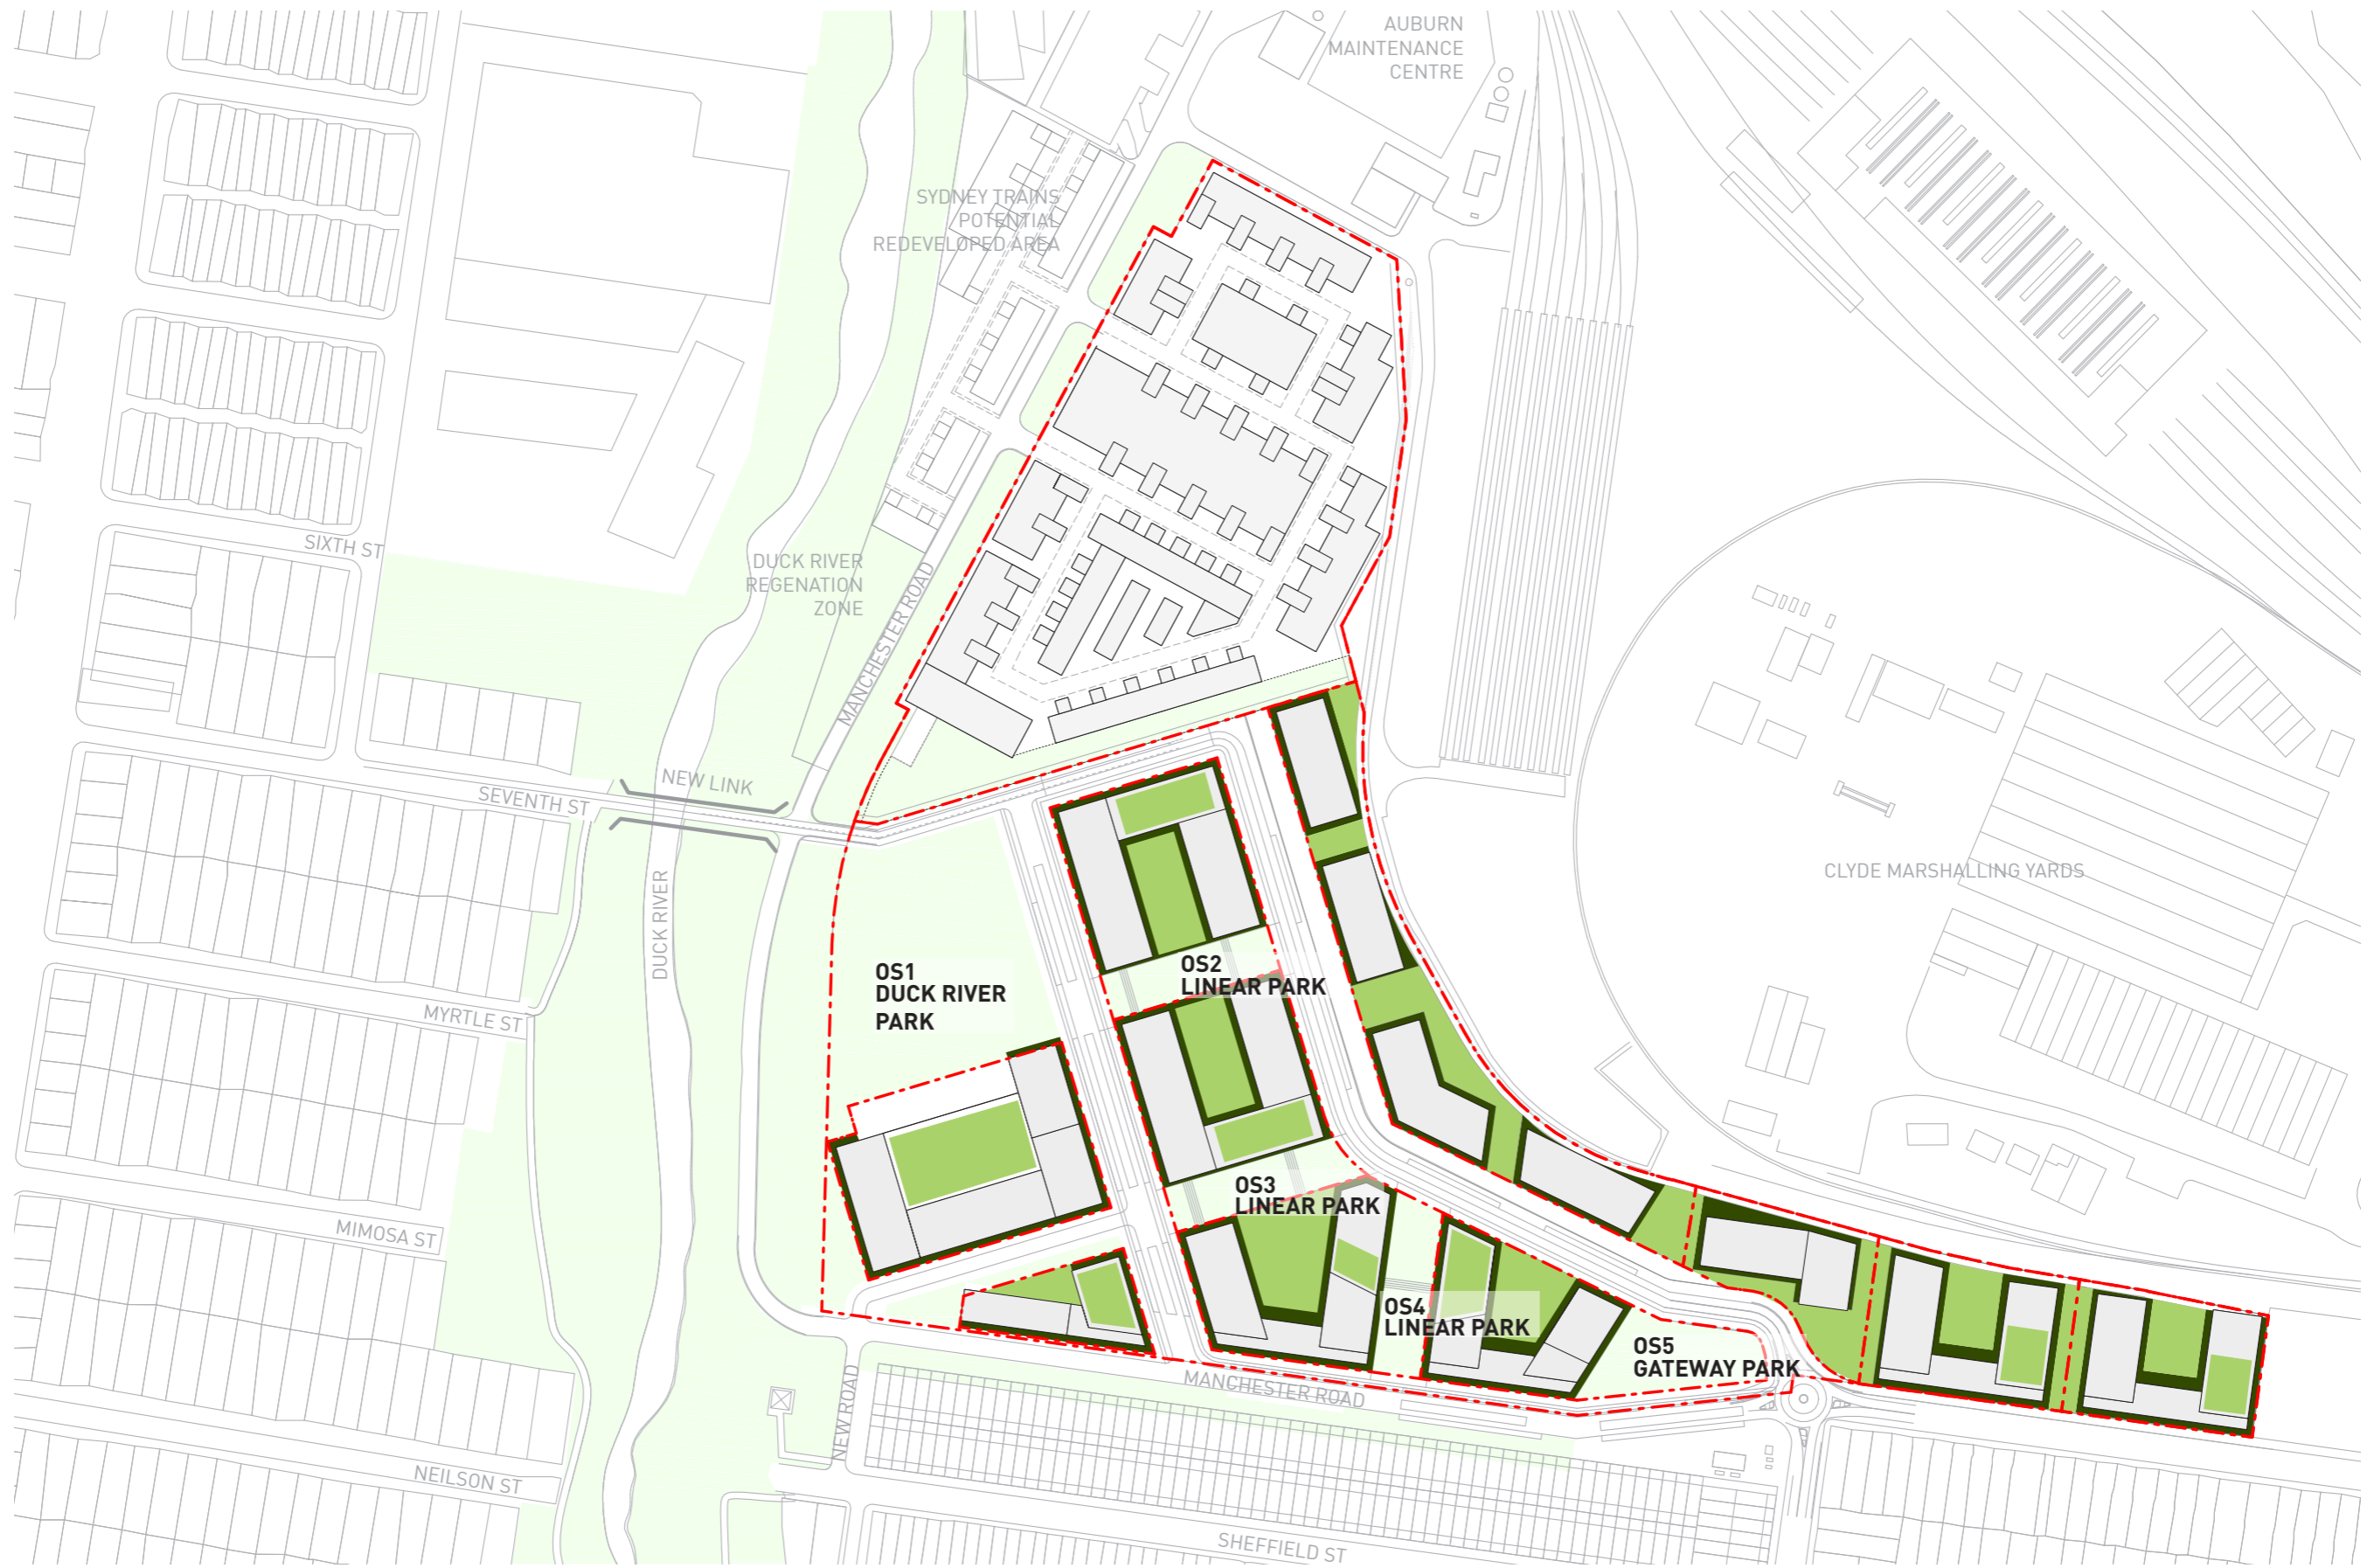 AUBURN
MAINTENANCE
CENTRE
SYDNEY TRAINS
POTENTIAL
REDEVELOPED AREA
SIXTH ST
DUCK RIVER
REGENATION
ZONE
MANCHESTER ROAD
NEW LINK
SEVENTH ST
DUCK RIVER
CLYDE MARSHALLING YARDS
OS1
DUCK RIVER
PARK
OS2
LINEAR PARK
MYRTLE ST
OS3
LINEAR PARK
MIMOSA ST
OS4
LINEAR PARK
OS5
GATEWAY PARK
MANCHESTER ROAD
NEW ROAD
NEILSON ST
SHEFFIELD ST